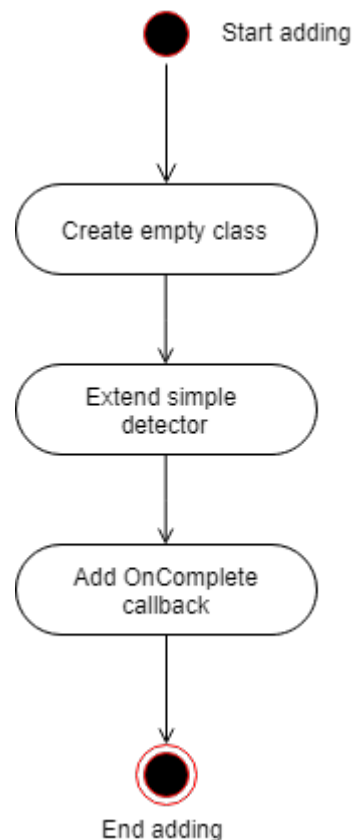 Start adding
Create empty class
Extend simple
detector
Add OnComplete
callback
End adding